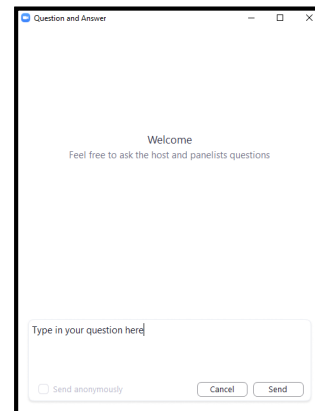 Question and Answer
Welcome
Feel free to ask the host and panelists questions
Type in your question here
Send anonymously
Cancel
Send